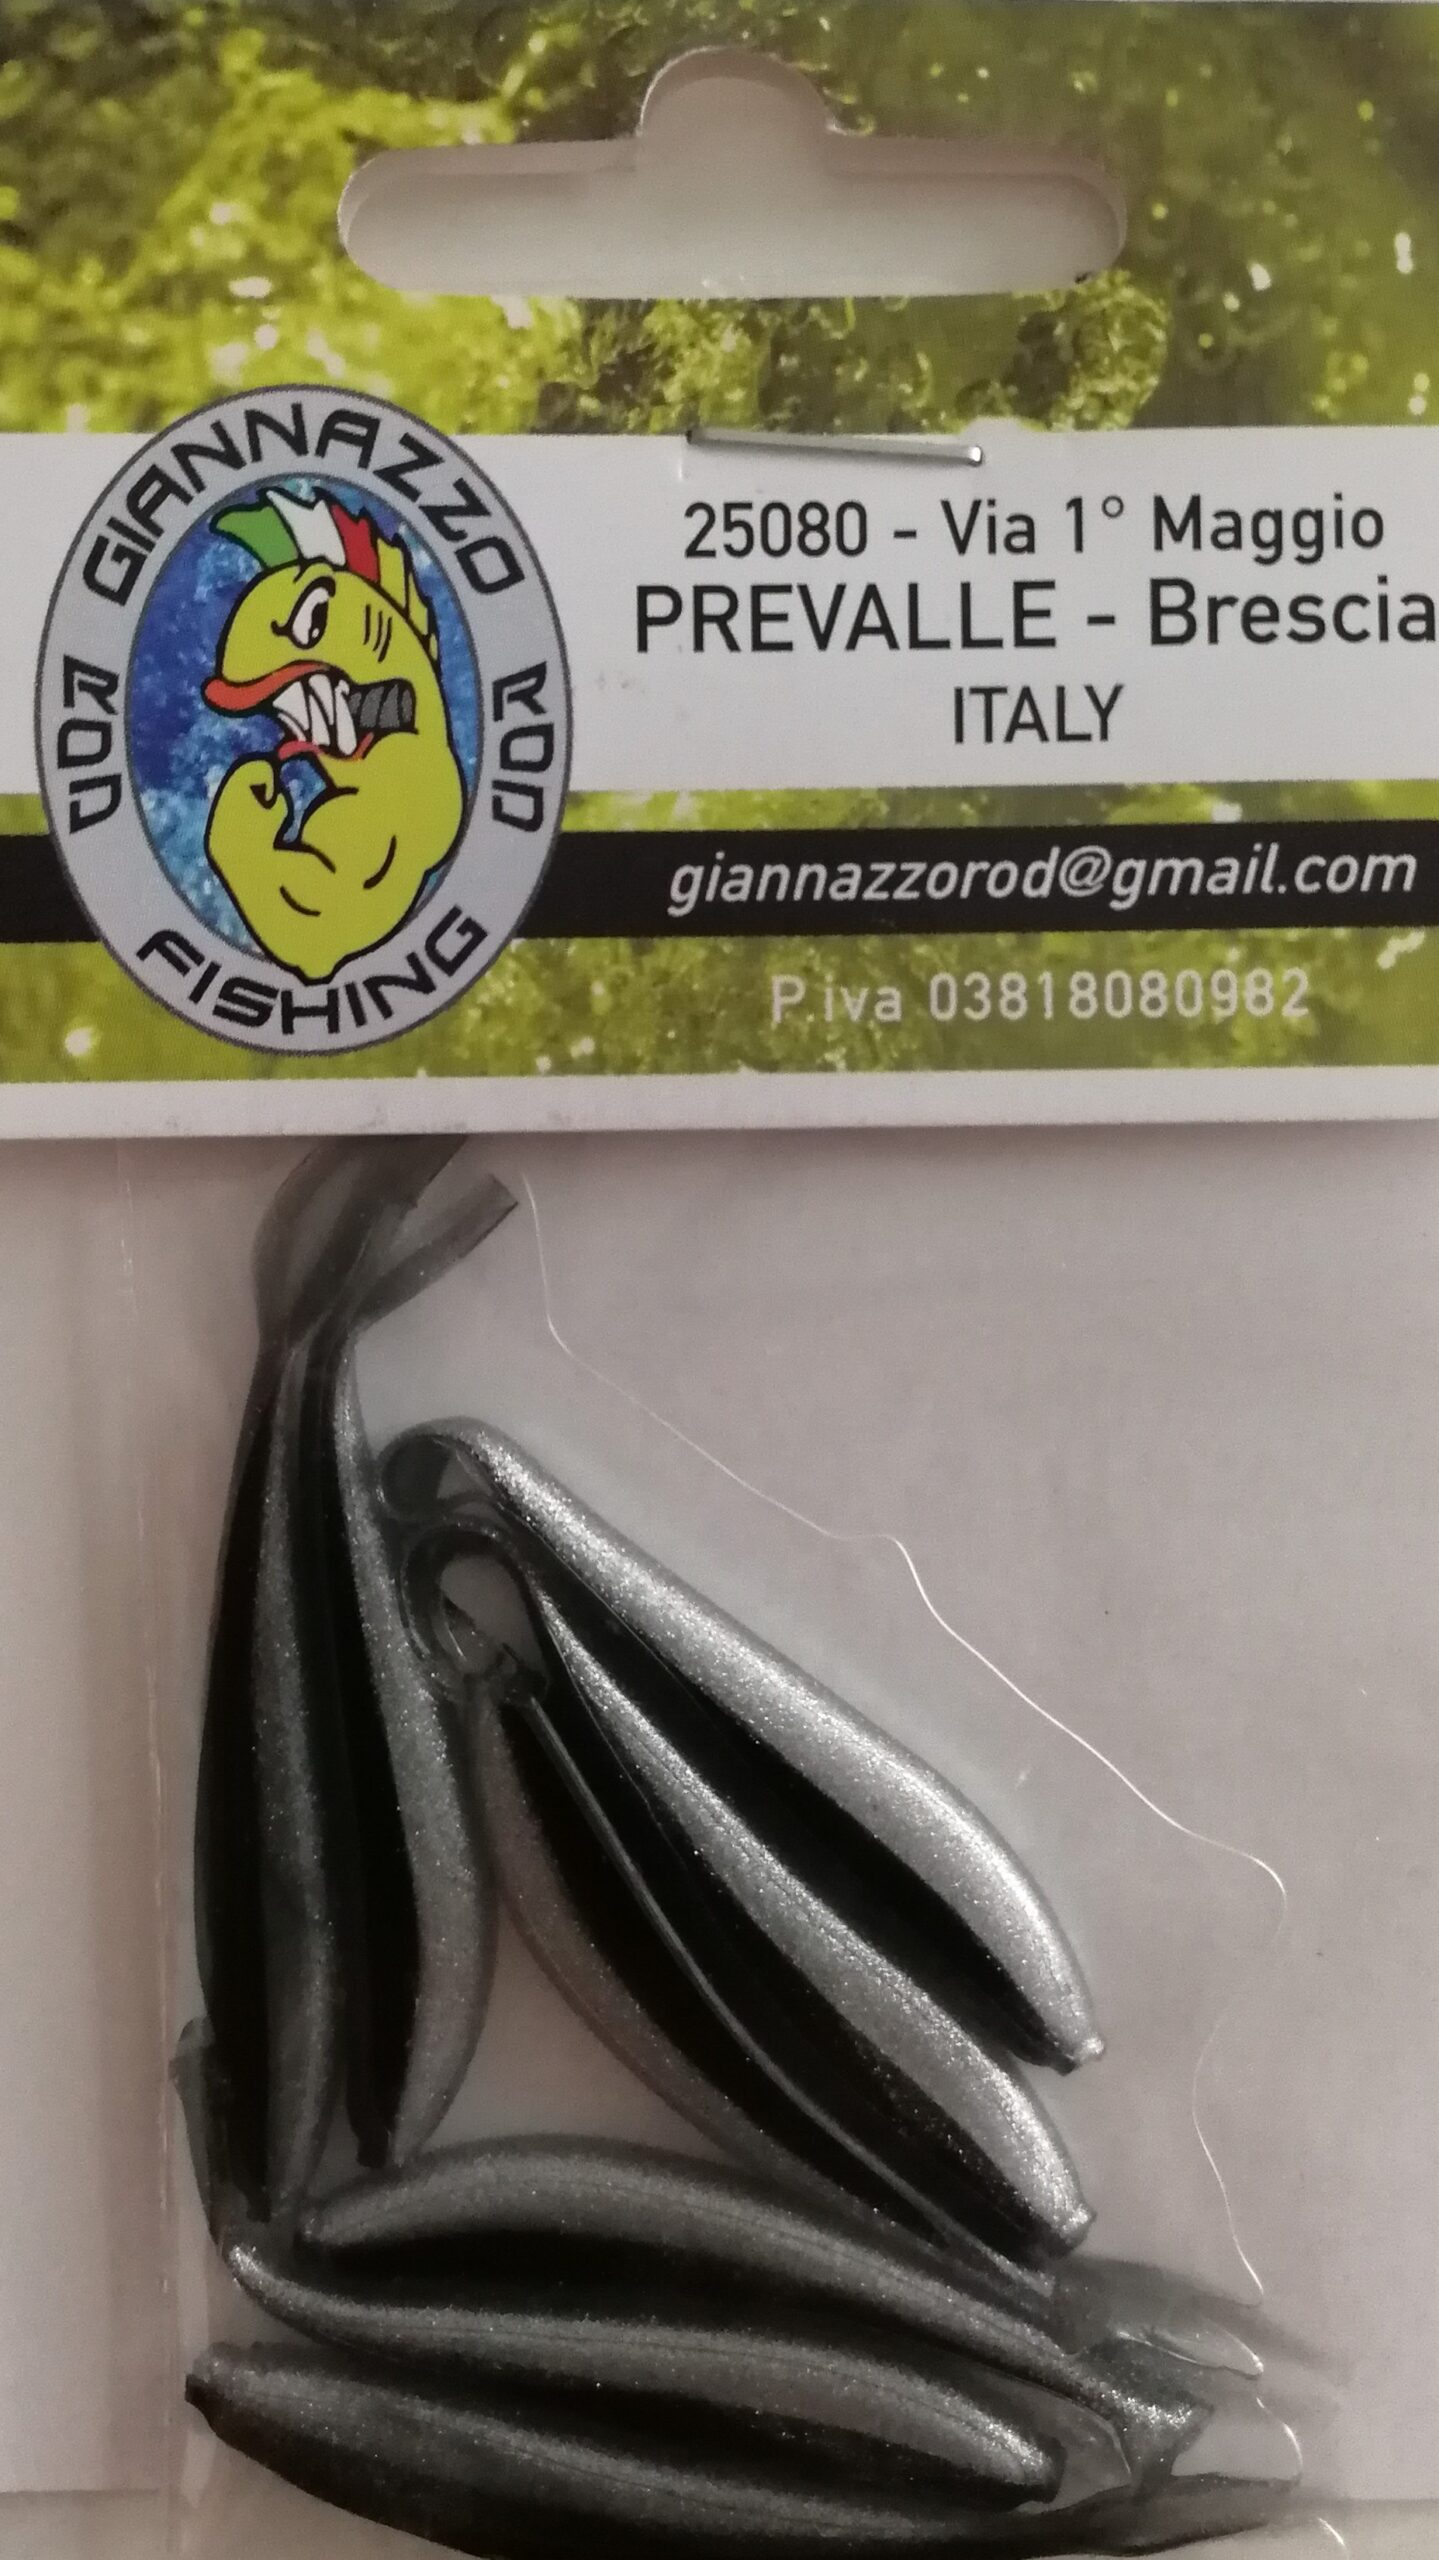 GIANNAZZO
ROD ROD
FISHING
25080 - Via 1° Maggio
PREVALLE - Brescia
ITALY
giannazzorod@gmail.com
P.iva 03818080982